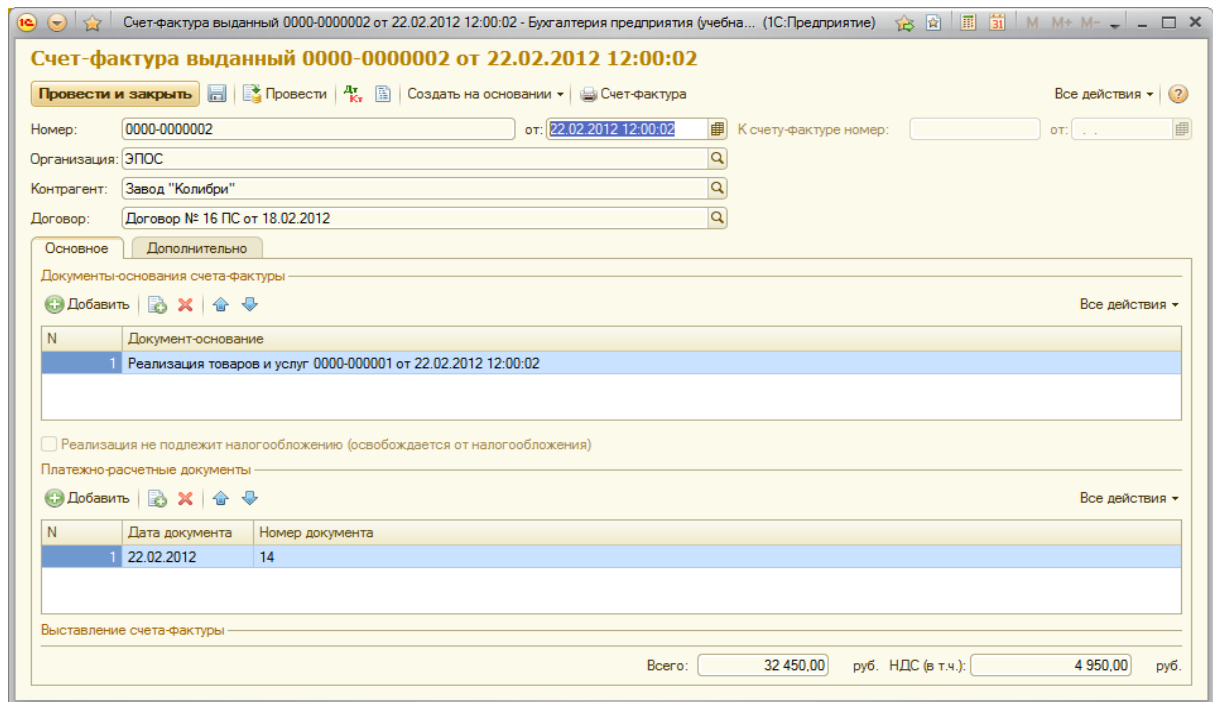 Счет-фактура выданный 0000-0000002 от 22.02.2012 12:00:02 - Бухгалтерия предприятия (учебна... (1С:Предприятие) M M+ M-
Счет-фактура выданный 0000-0000002 от 22.02.2012 12:00:02
Провести и закрыть Провести Дт Кт Создать на основании Счет-фактура Все действия ?
Номер: 0000-0000002 от: 22.02.2012 12:00:02 К счету-фактуре номер: от: . .
Организация: ЭПОС
Контрагент: Завод "Колибри"
Договор: Договор № 16 ПС от 18.02.2012
Основное Дополнительно
Документы-основания счета-фактуры
Добавить Все действия
N Документ-основание
1 Реализация товаров и услуг 0000-000001 от 22.02.2012 12:00:02
Реализация не подлежит налогообложению (освобождается от налогообложения)
Платежно-расчетные документы
Добавить Все действия
N Дата документа Номер документа
1 22.02.2012 14
Выставление счета-фактуры
Всего: 32 450,00 руб. НДС (в т.ч.): 4 950,00 руб.